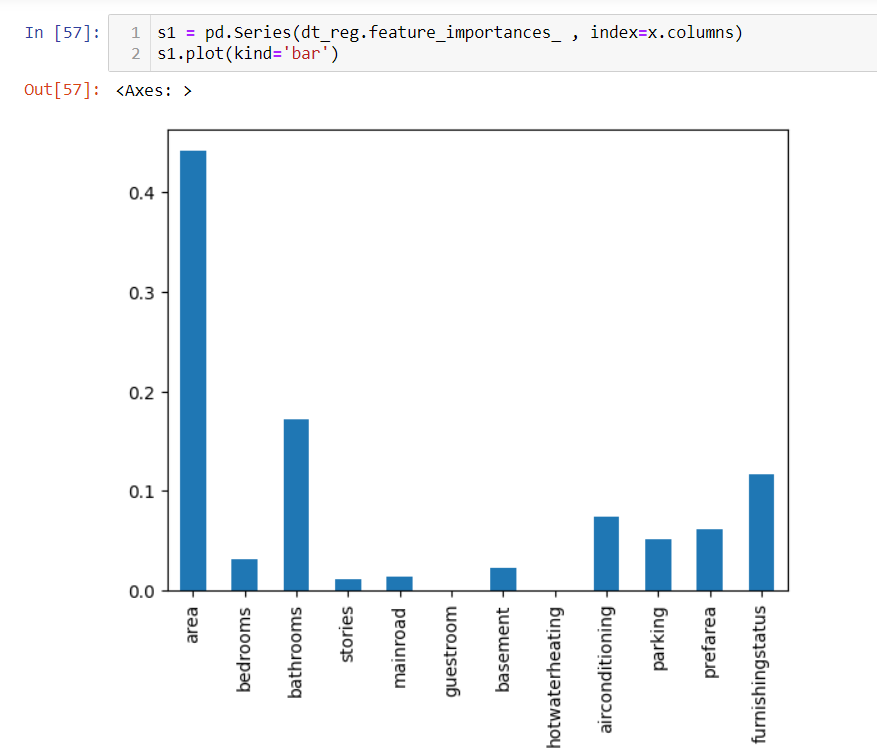 In [57]:
1 s1 = pd.Series(dt_reg.feature_importances_ , index=x.columns)
2 s1.plot(kind='bar')
Out[57]: <Axes: >
0.4
0.3
0.2
0.1
0.0
area
bedrooms
bathrooms
stories
mainroad
guestroom
basement
hotwaterheating
airconditioning
parking
prefarea
furnishingstatus